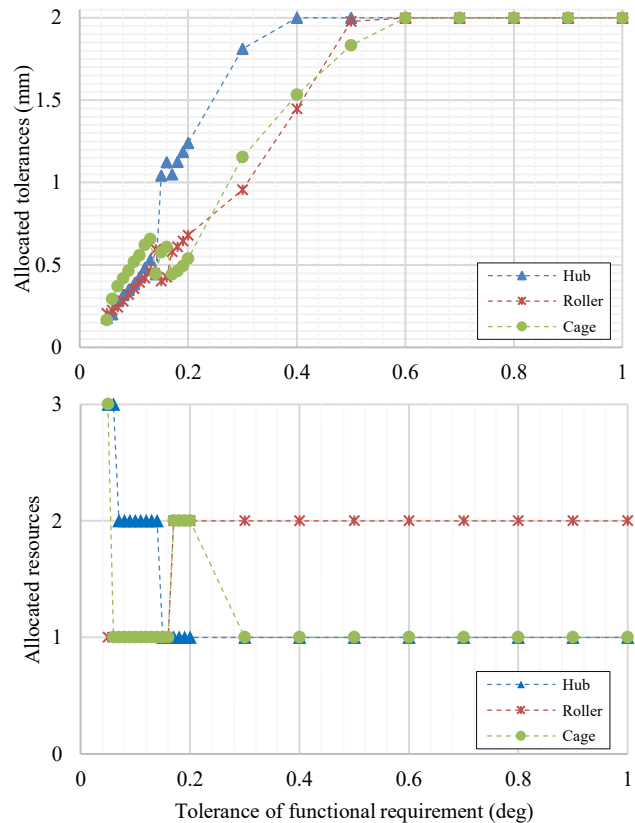 Allocated tolerances (mm)
2
1.5
1
0.5
0
0 0.2 0.4 0.6 0.8 1
Hub
Roller
Cage
Allocated resources
3
2
1
0
0 0.2 0.4 0.6 0.8 1
Hub
Roller
Cage
Tolerance of functional requirement (deg)